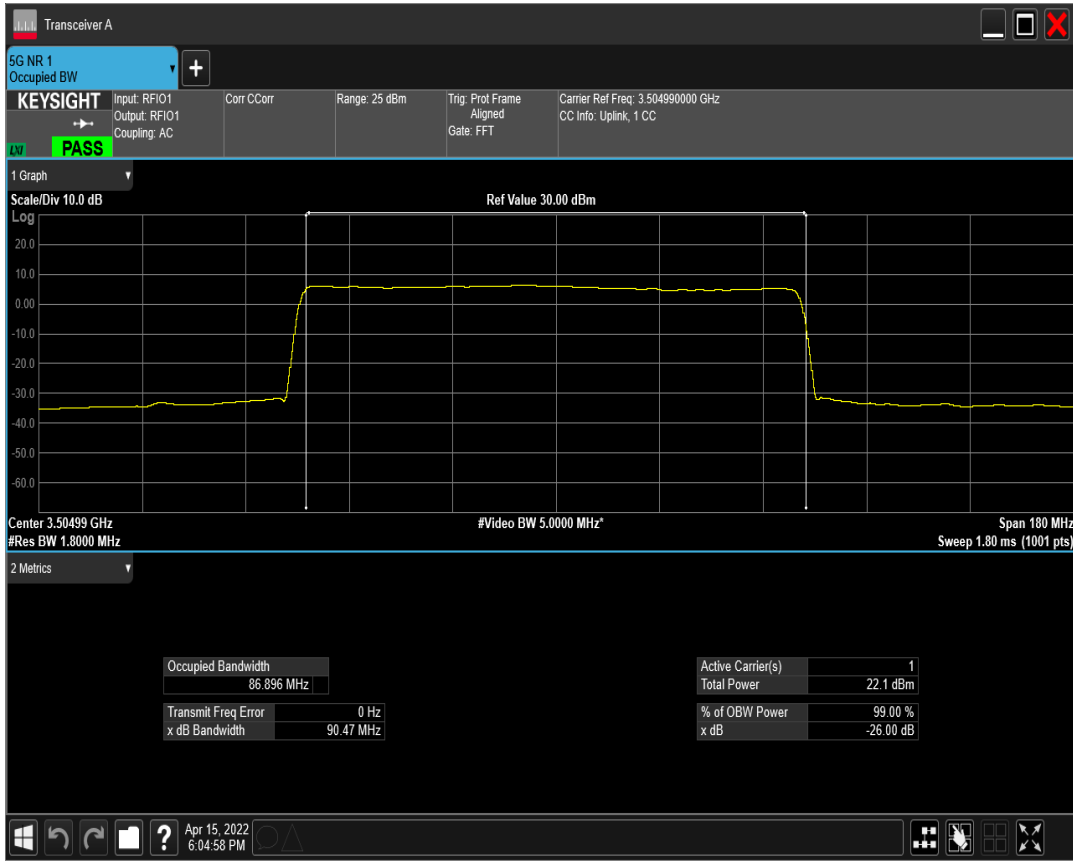 Transceiver A
5G NR 1
Occupied BW
+
KEYSIGHT
Input: RFIO1
Output: RFIO1
Coupling: AC
Corr CCorr
Range: 25 dBm
Trig: Prot Frame
Aligned
Gate: FFT
Carrier Ref Freq: 3.504990000 GHz
CC Info: Uplink, 1 CC
LXI
PASS
1 Graph
Scale/Div 10.0 dB
Ref Value 30.00 dBm
Log
20.0
10.0
0.00
-10.0
-20.0
-30.0
-40.0
-50.0
-60.0
Center 3.50499 GHz
#Video BW 5.0000 MHz*
Span 180 MHz
#Res BW 1.8000 MHz
Sweep 1.80 ms (1001 pts)
2 Metrics
Occupied Bandwidth
86.896 MHz
Transmit Freq Error 0 Hz
x dB Bandwidth 90.47 MHz
Active Carrier(s) 1
Total Power 22.1 dBm
% of OBW Power 99.00 %
x dB -26.00 dB
?
Apr 15, 2022
6:04:58 PM